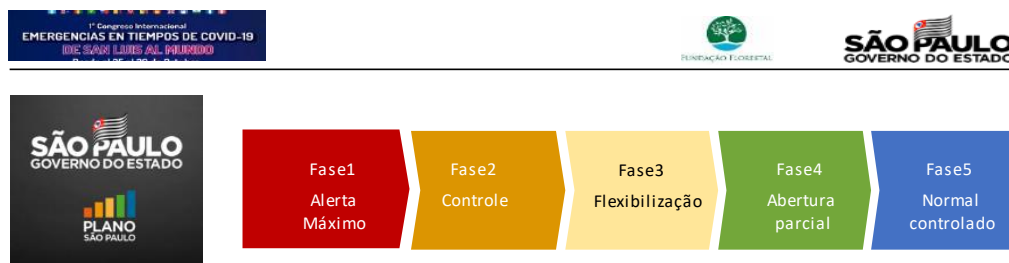 1° Congreso Internacional
EMERGENCIAS EN TIEMPOS DE COVID-19
DE SAN LUIS AL MUNDO
FUNDAÇÃO FLORESTAL
SÃO PAULO
GOVERNO DO ESTADO
SÃO PAULO
GOVERNO DO ESTADO
PLANO
SÃO PAULO
Fase1
Alerta
Máximo
Fase2
Controle
Fase3
Flexibilização
Fase4
Abertura
parcial
Fase5
Normal
controlado